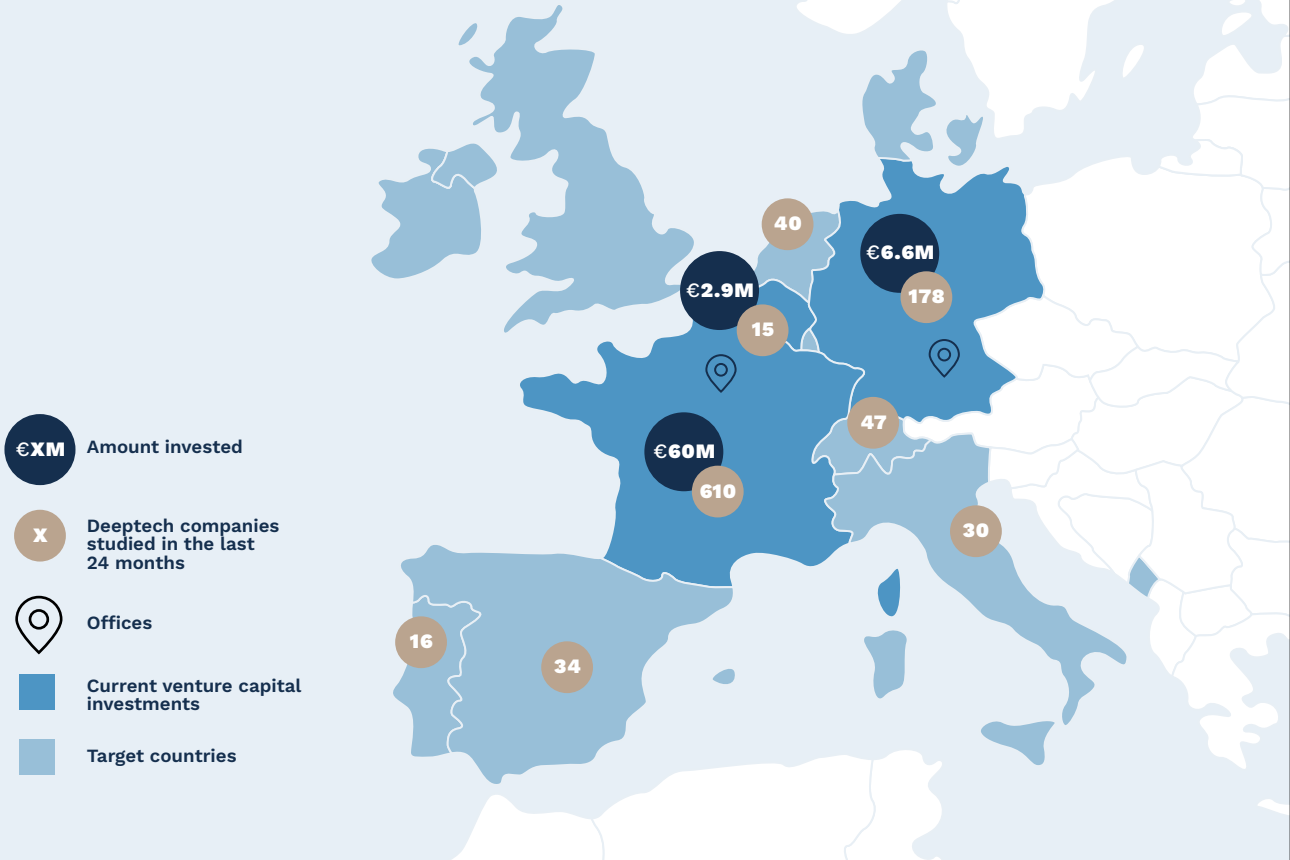 40
€6.6M
€2.9M
178
15
47
€60M
610
30
16
34
€XM
Amount invested
X
Deeptech companies
studied in the last
24 months
Offices
Current venture capital
investments
Target countries